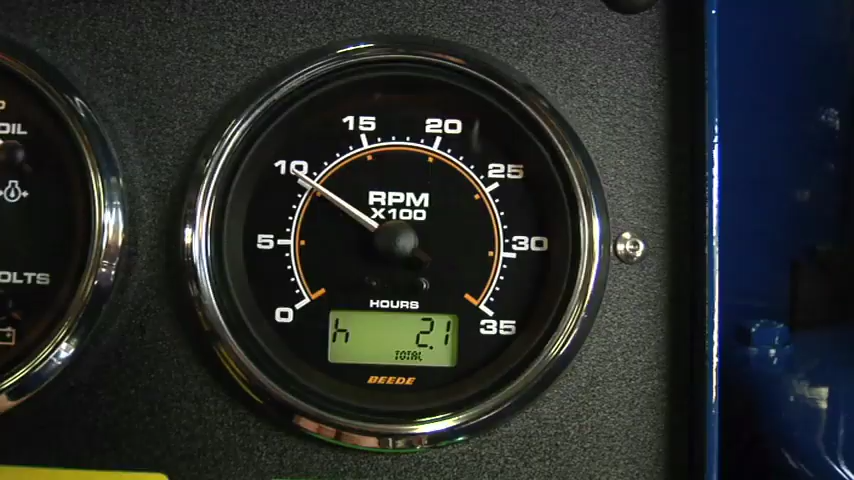 OIL
VOLTS
0
5
10
15
20
25
30
35
RPM
X100
HOURS
h 2.1
TOTAL
BEEDE